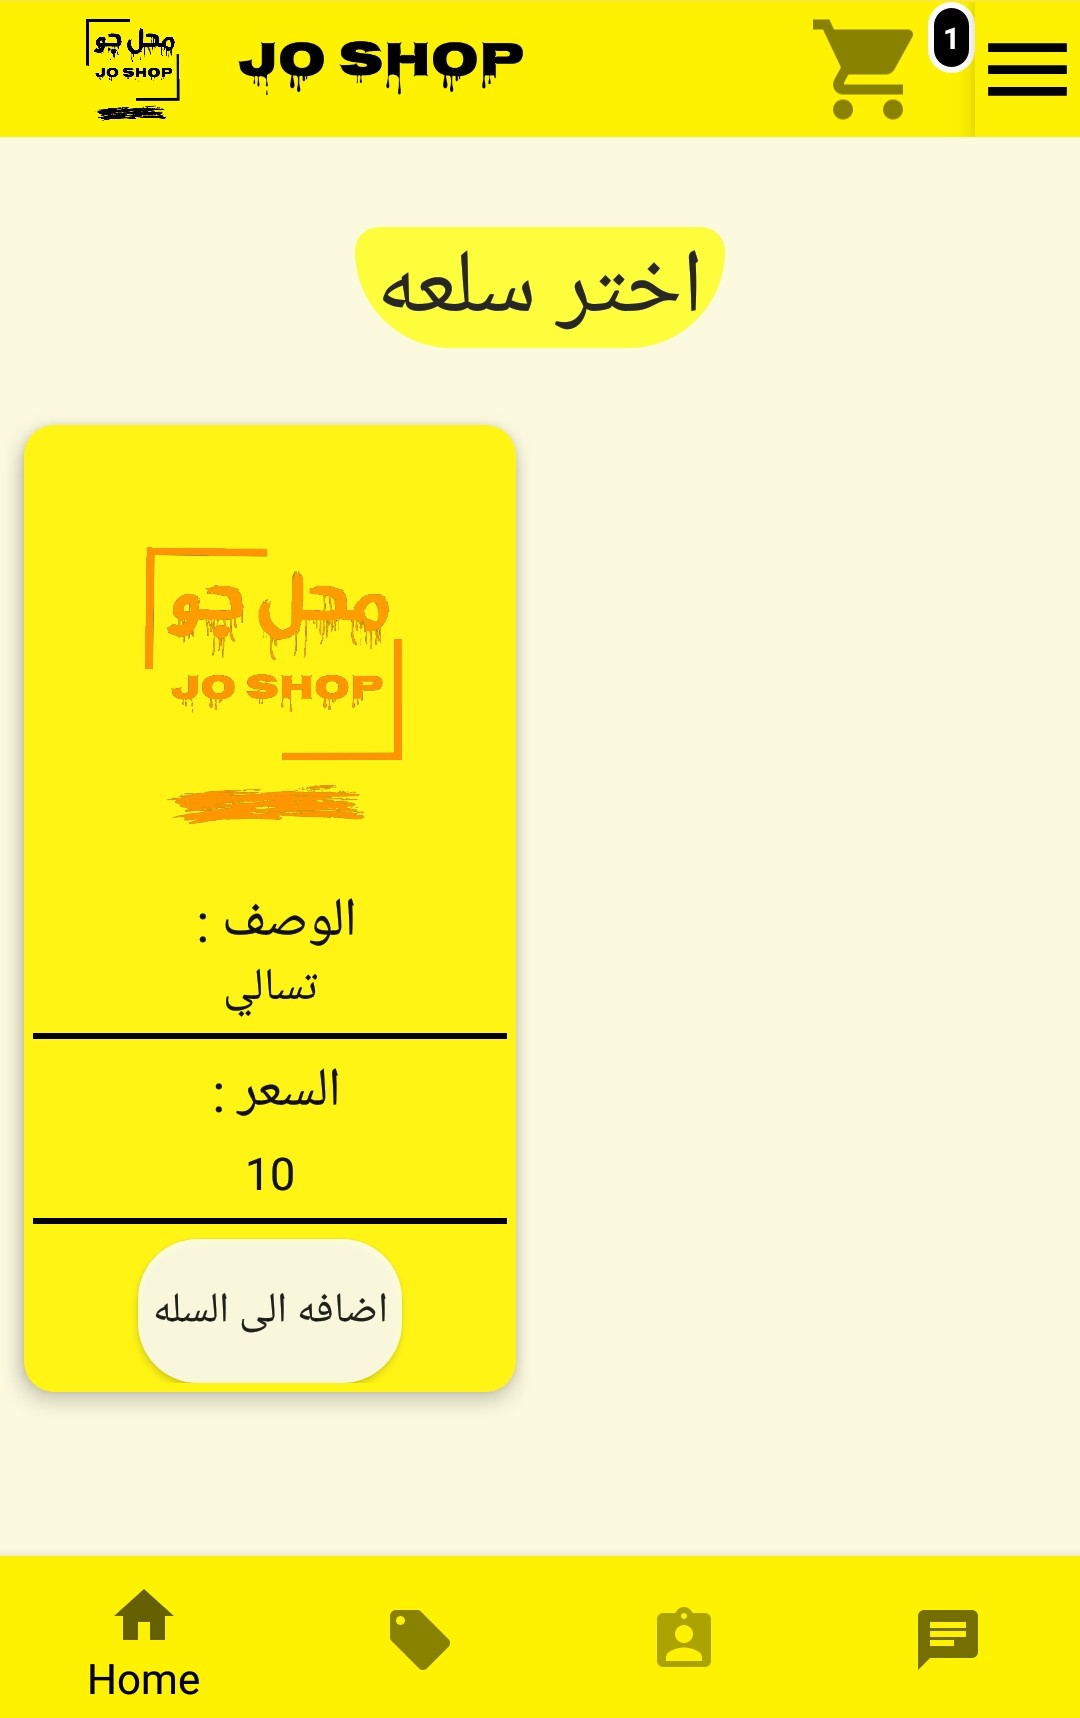 محل جو
JO SHOP
JO SHOP
1
اختر سلعه
محل جو
JO SHOP
الوصف :
تسالي
السعر :
10
اضافه الى السله
Home